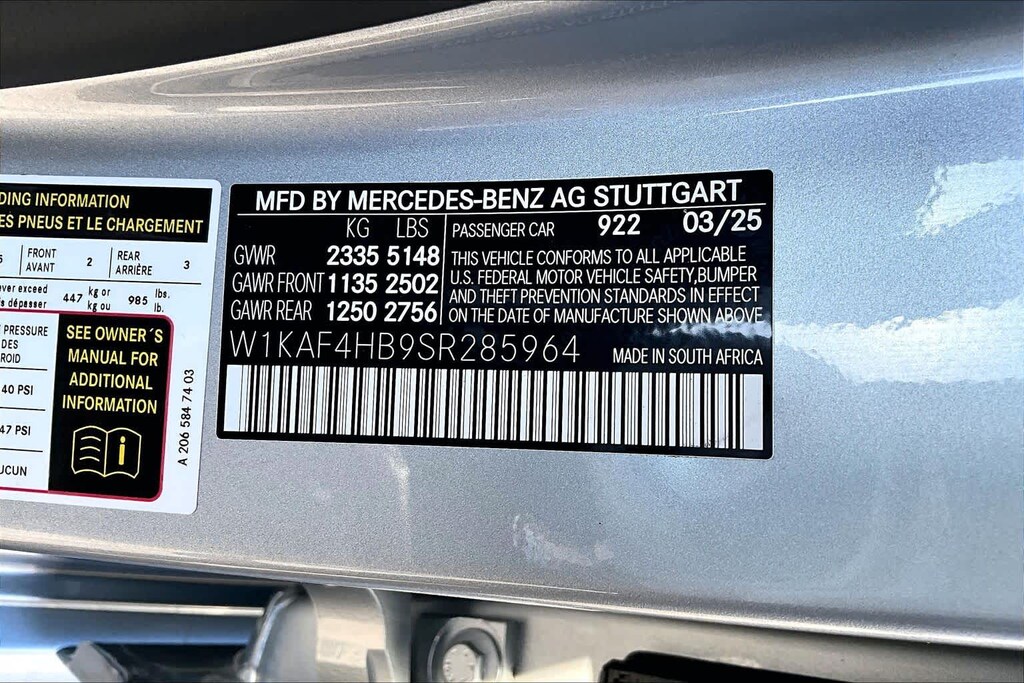 DING INFORMATION
ES PNEUS ET LE CHARGEMENT
FRONT 2 REAR 3
AVANT ARRIÈRE
ver exceed 447 kg or 985 lbs.
s dépasser kg ou lb.
PRESSURE
DES
ROID
40 PSI
47 PSI
UCUN
SEE OWNER´S
MANUAL FOR
ADDITIONAL
INFORMATION
i
A 206 584 74 03
MFD BY MERCEDES-BENZ AG STUTTGART
KG LBS
GVWR 2335 5148
GAWR FRONT 1135 2502
GAWR REAR 1250 2756
PASSENGER CAR 922 03/25
THIS VEHICLE CONFORMS TO ALL APPLICABLE
U.S. FEDERAL MOTOR VEHICLE SAFETY,BUMPER
AND THEFT PREVENTION STANDARDS IN EFFECT
ON THE DATE OF MANUFACTURE SHOWN ABOVE
W1KAF4HB9SR285964 MADE IN SOUTH AFRICA